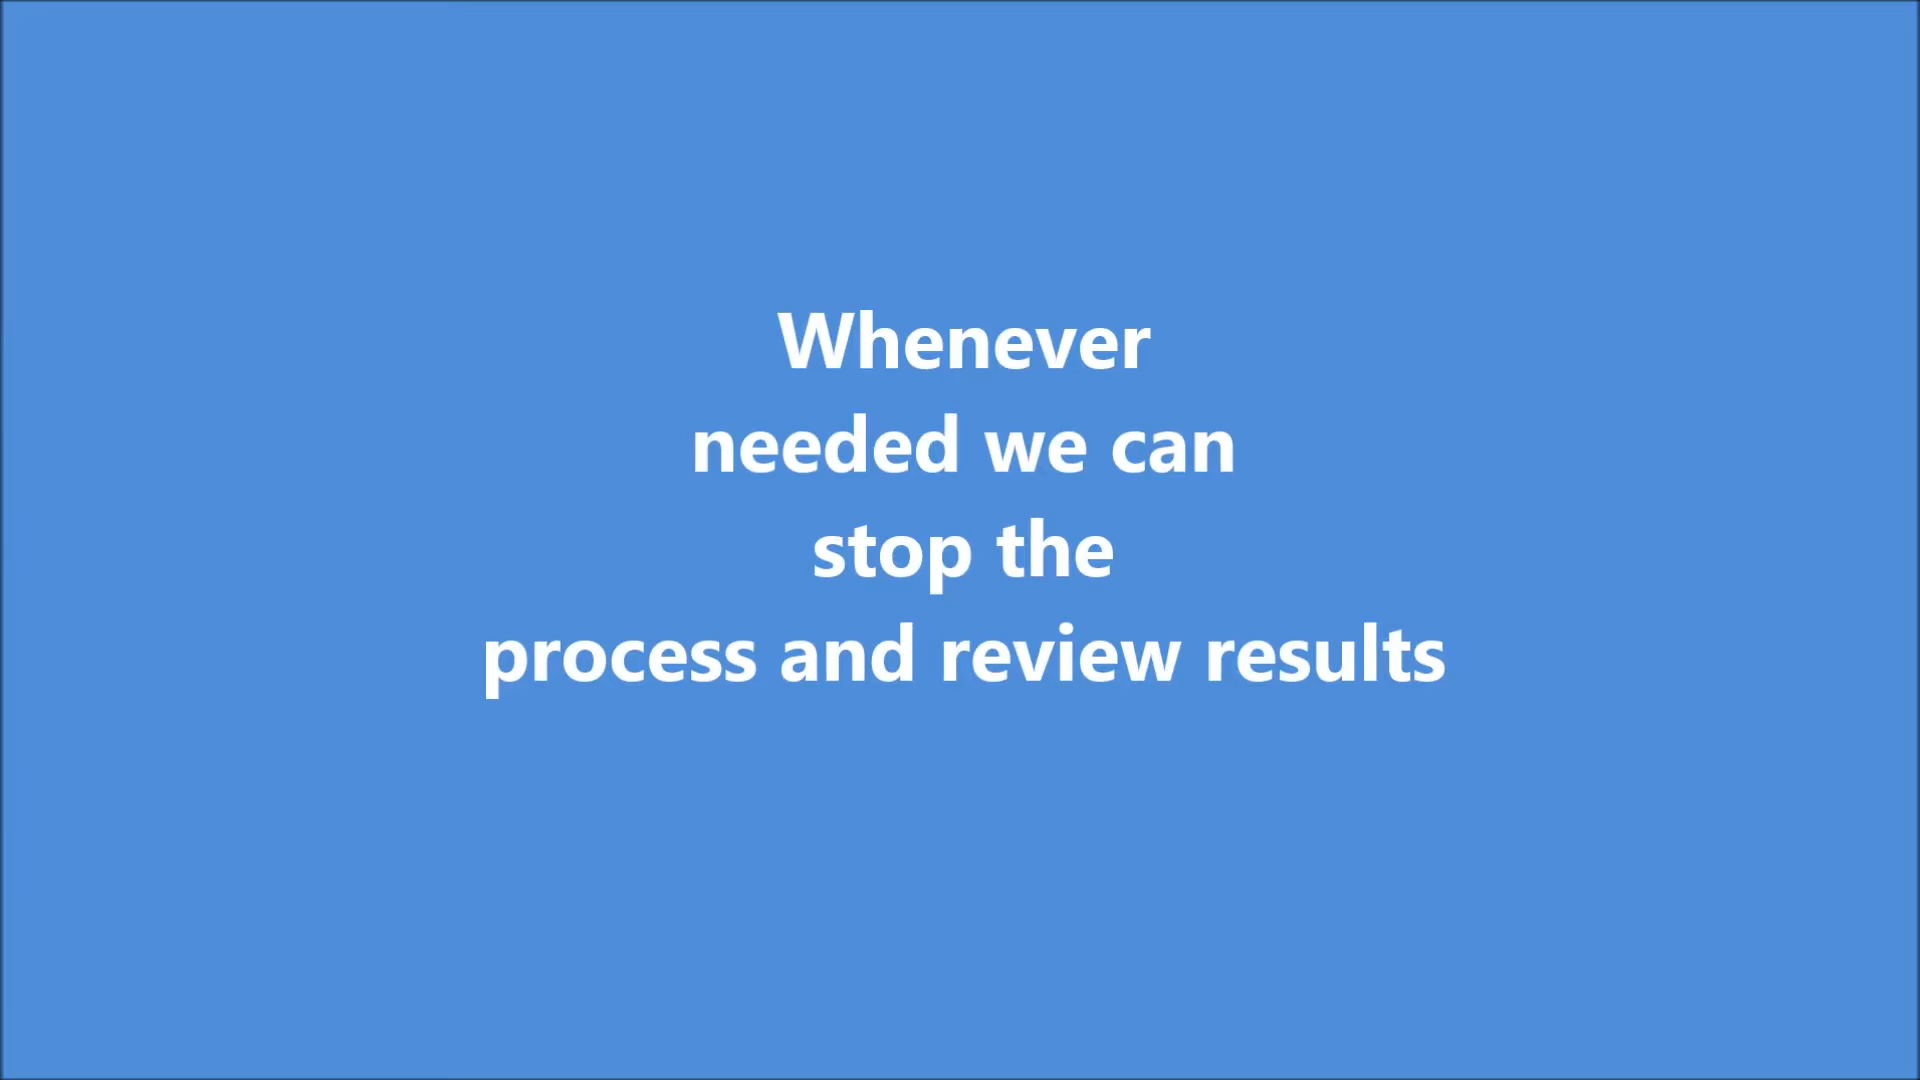 Whenever
needed we can
stop the
process and review results